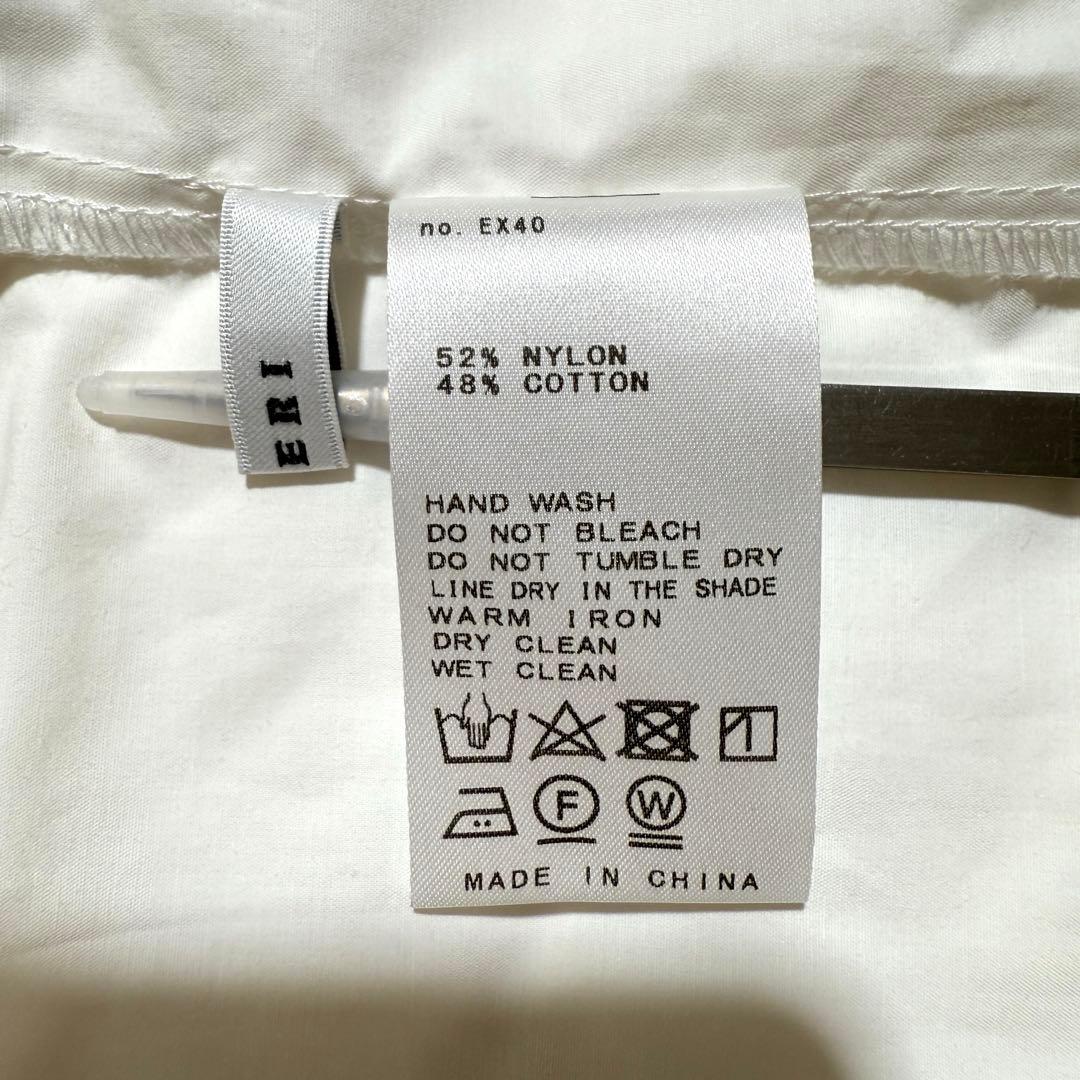 no. EX40
52% NYLON
48% COTTON
HAND WASH
DO NOT BLEACH
DO NOT TUMBLE DRY
LINE DRY IN THE SHADE
WARM IRON
DRY CLEAN
WET CLEAN
F W
MADE IN CHINA
ERI